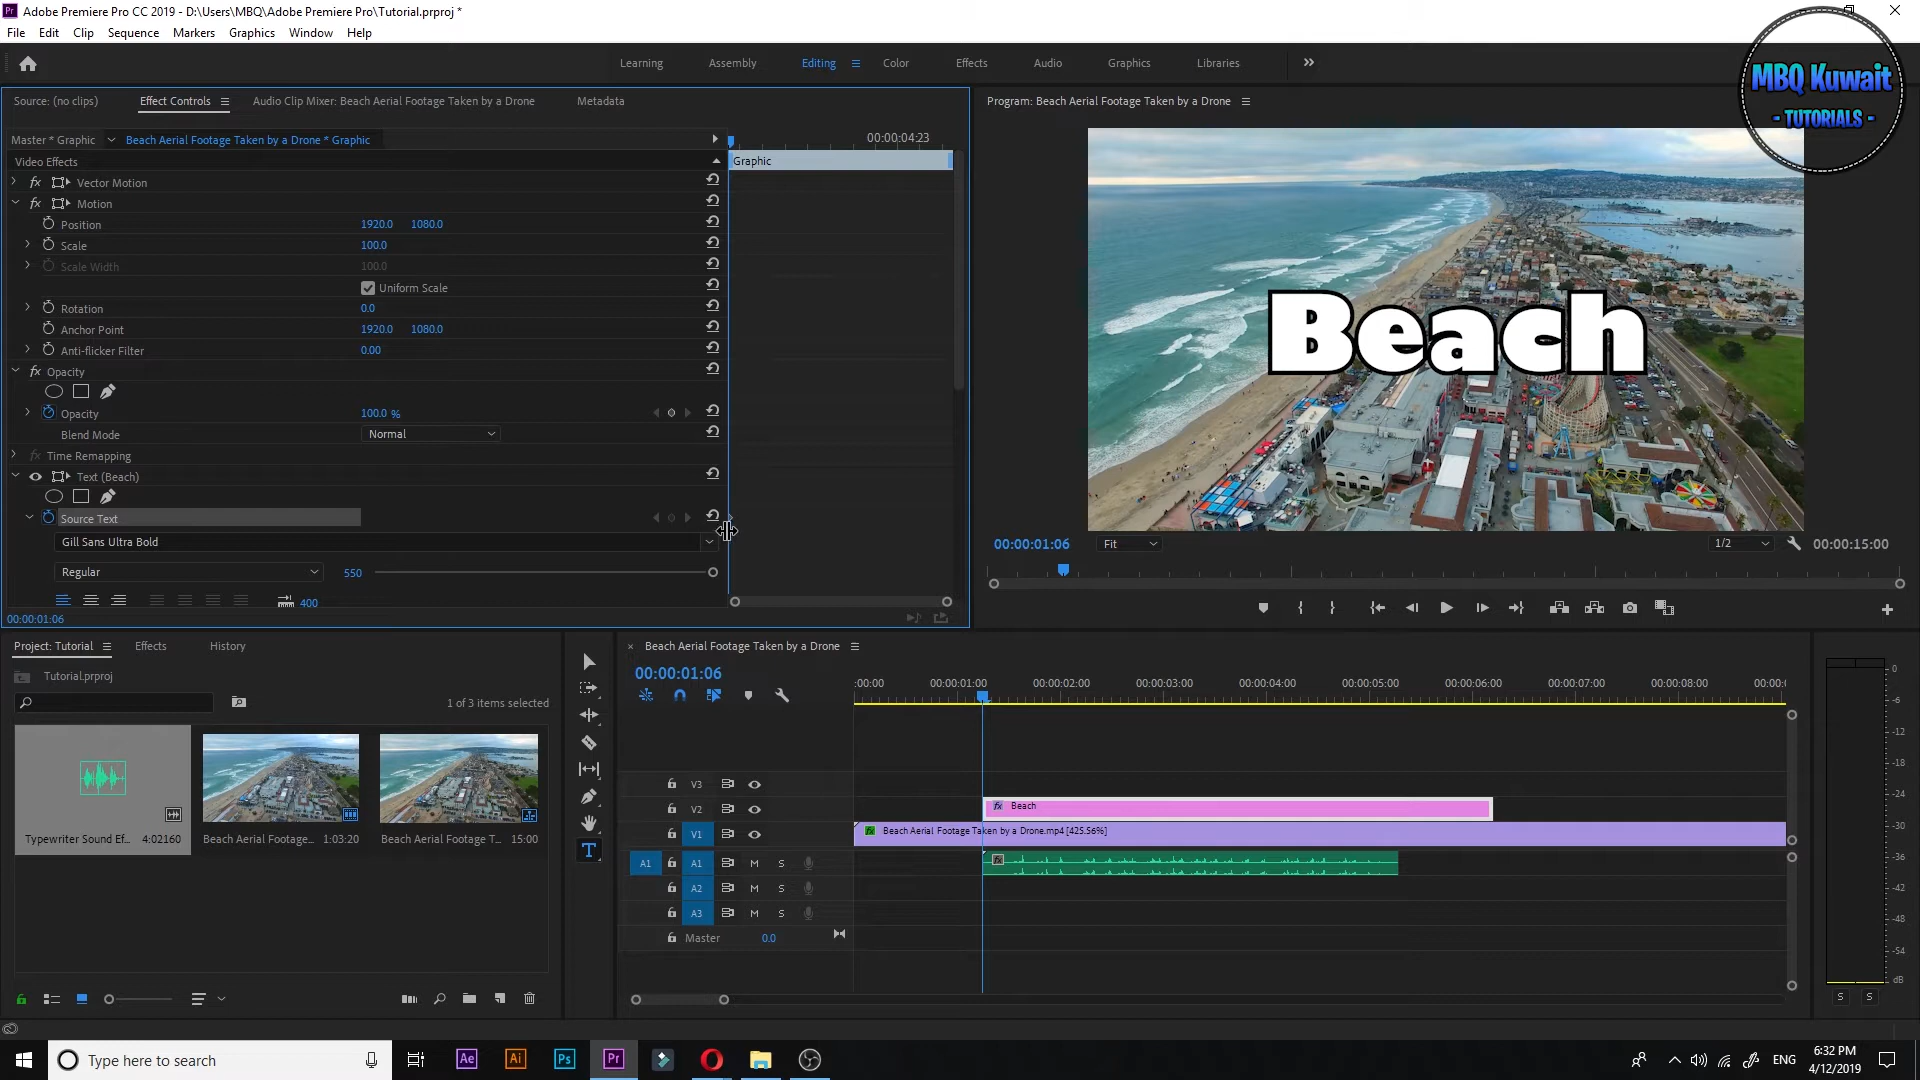 Adobe Premiere Pro CC 2019 - D:\Users\MBQ\Adobe Premiere Pro\Tutorial.prproj *
File Edit Clip Sequence Markers Graphics Window Help
Learning Assembly Editing Color Effects Audio Graphics Libraries
MBQ Kuwait
- TUTORIALS -
Source: (no clips) Effect Controls Audio Clip Mixer: Beach Aerial Footage Taken by a Drone Metadata
Program: Beach Aerial Footage Taken by a Drone
Master * Graphic Beach Aerial Footage Taken by a Drone * Graphic 00:00:04:23
Video Effects Graphic
fx Vector Motion
fx Motion
Position 1920.0 1080.0
Scale 100.0
Scale Width 100.0
Uniform Scale
Rotation 0.0
Anchor Point 1920.0 1080.0
Anti-flicker Filter 0.00
fx Opacity
Opacity 100.0 %
Blend Mode Normal
fx Time Remapping
Text (Beach)
Source Text
Gill Sans Ultra Bold
Regular 550
400
00:00:01:06
Beach
00:00:01:06 Fit 1/2 00:00:15:00
Project: Tutorial Effects History
Tutorial.prproj
1 of 3 items selected
Typewriter Sound Ef... 4:02160
Beach Aerial Footage... 1:03:20
Beach Aerial Footage T... 15:00
Beach Aerial Footage Taken by a Drone
00:00:01:06
:00:00 00:00:01:00 00:00:02:00 00:00:03:00 00:00:04:00 00:00:05:00 00:00:06:00 00:00:07:00 00:00:08:00 00:00:0
V3
V2 fx Beach
V1 fx Beach Aerial Footage Taken by a Drone.mp4 [425.56%]
A1 A1 M S fx
A2 M S
A3 M S
Master 0.0
0
-6
-12
-18
-24
-30
-36
-42
-48
-54
dB
S S
Type here to search
Ae Ai Ps Pr
ENG
6:32 PM
4/12/2019